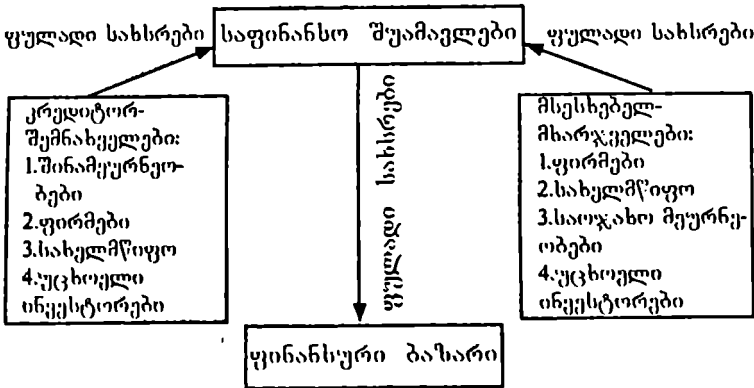 ფულადი სახსრები
საფინანსო შუამავლები
ფულადი სახსრები
კრედიტორ-
შემნახველები:
1.შინამეურნეო-
ბები
2.ფირმები
3.სახელმწიფო
4.უცხოელი
ინვესტორები
ფულადი სახსრები
მსესხებელ-
მხარჯველები:
1.ფირმები
2.სახელმწიფო
3.საოჯახო მეურნე-
ობები
4.უცხოელი
ინვესტორები
ფინანსური ბაზარი